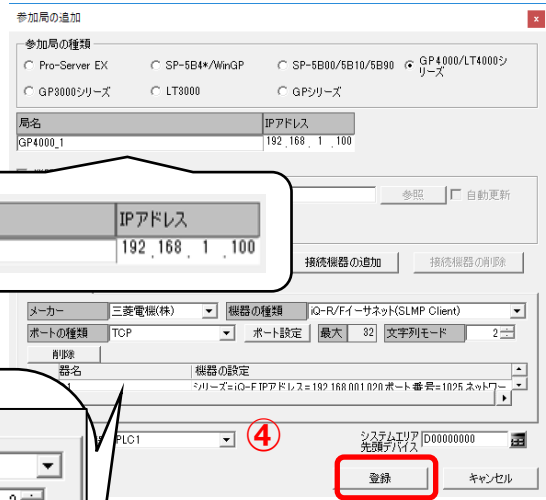 参加局の追加
x
参加局の種類
Pro-Server EX
SP-5B4*/WinGP
SP-5B00/5B10/5B90
GP4000/LT4000シリーズ
GP3000シリーズ
LT3000
GPシリーズ
局名
IPアドレス
GP4000_1
192 .168 . 1 .100
参照
自動更新
IPアドレス
192 .168 . 1 .100
接続機器の追加
接続機器の削除
メーカー
三菱電機(株)
機器の種類
iQ-R/Fイーサネット(SLMP Client)
ポートの種類
TCP
ポート設定
最大
32
文字列モード
2
削除
器名
機器の設定
シリーズ=iQ-F IPアドレス=192.168.001.020 ポート番号=1025 ネットワー
PLC1
④
システムエリア
先頭デバイス
D00000000
登録
キャンセル